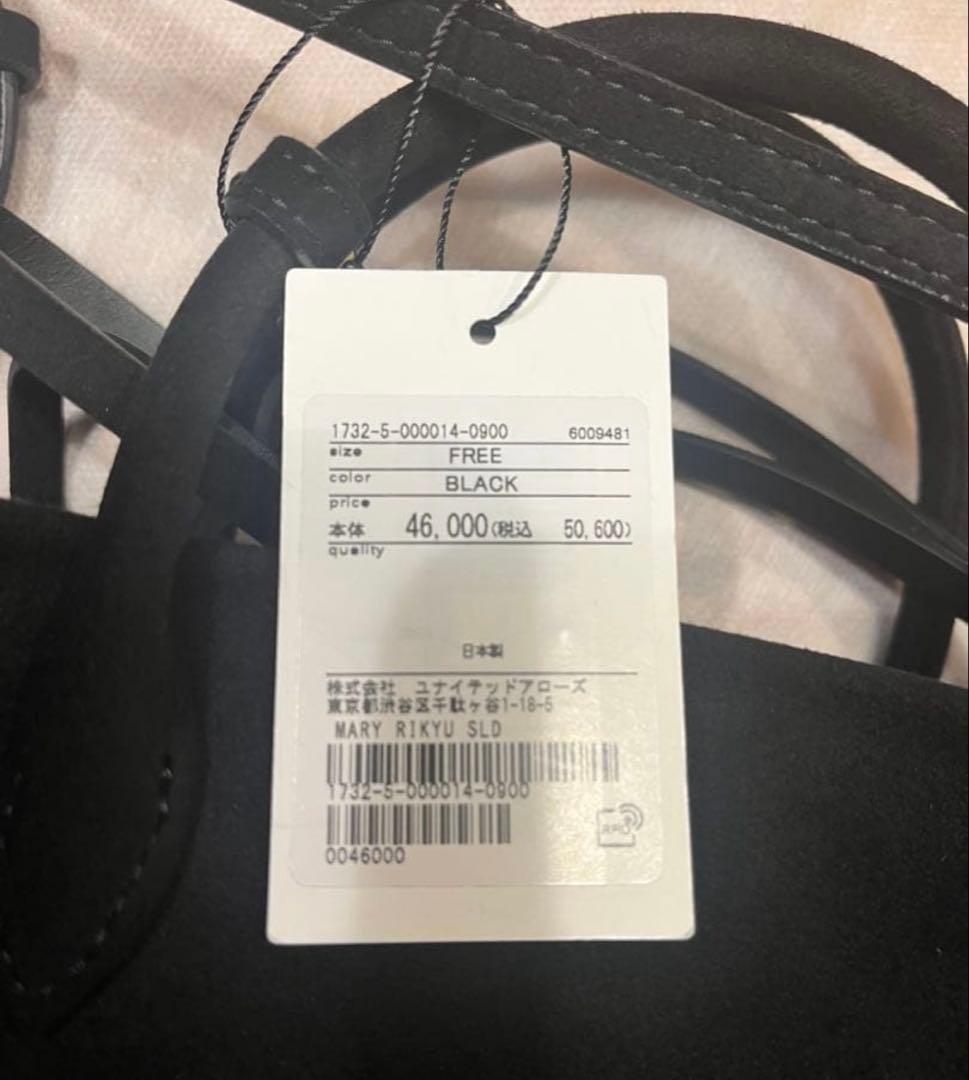 1732-5-000014-0900 6009481
size FREE
color BLACK
price
本体 46,000(税込 50,600)
quality
日本製
株式会社 ユナイテッドアローズ
東京都渋谷区千駄ヶ谷1-18-5
MARY RIKYU SLD
1732-5-000014-0900
RFID
0046000